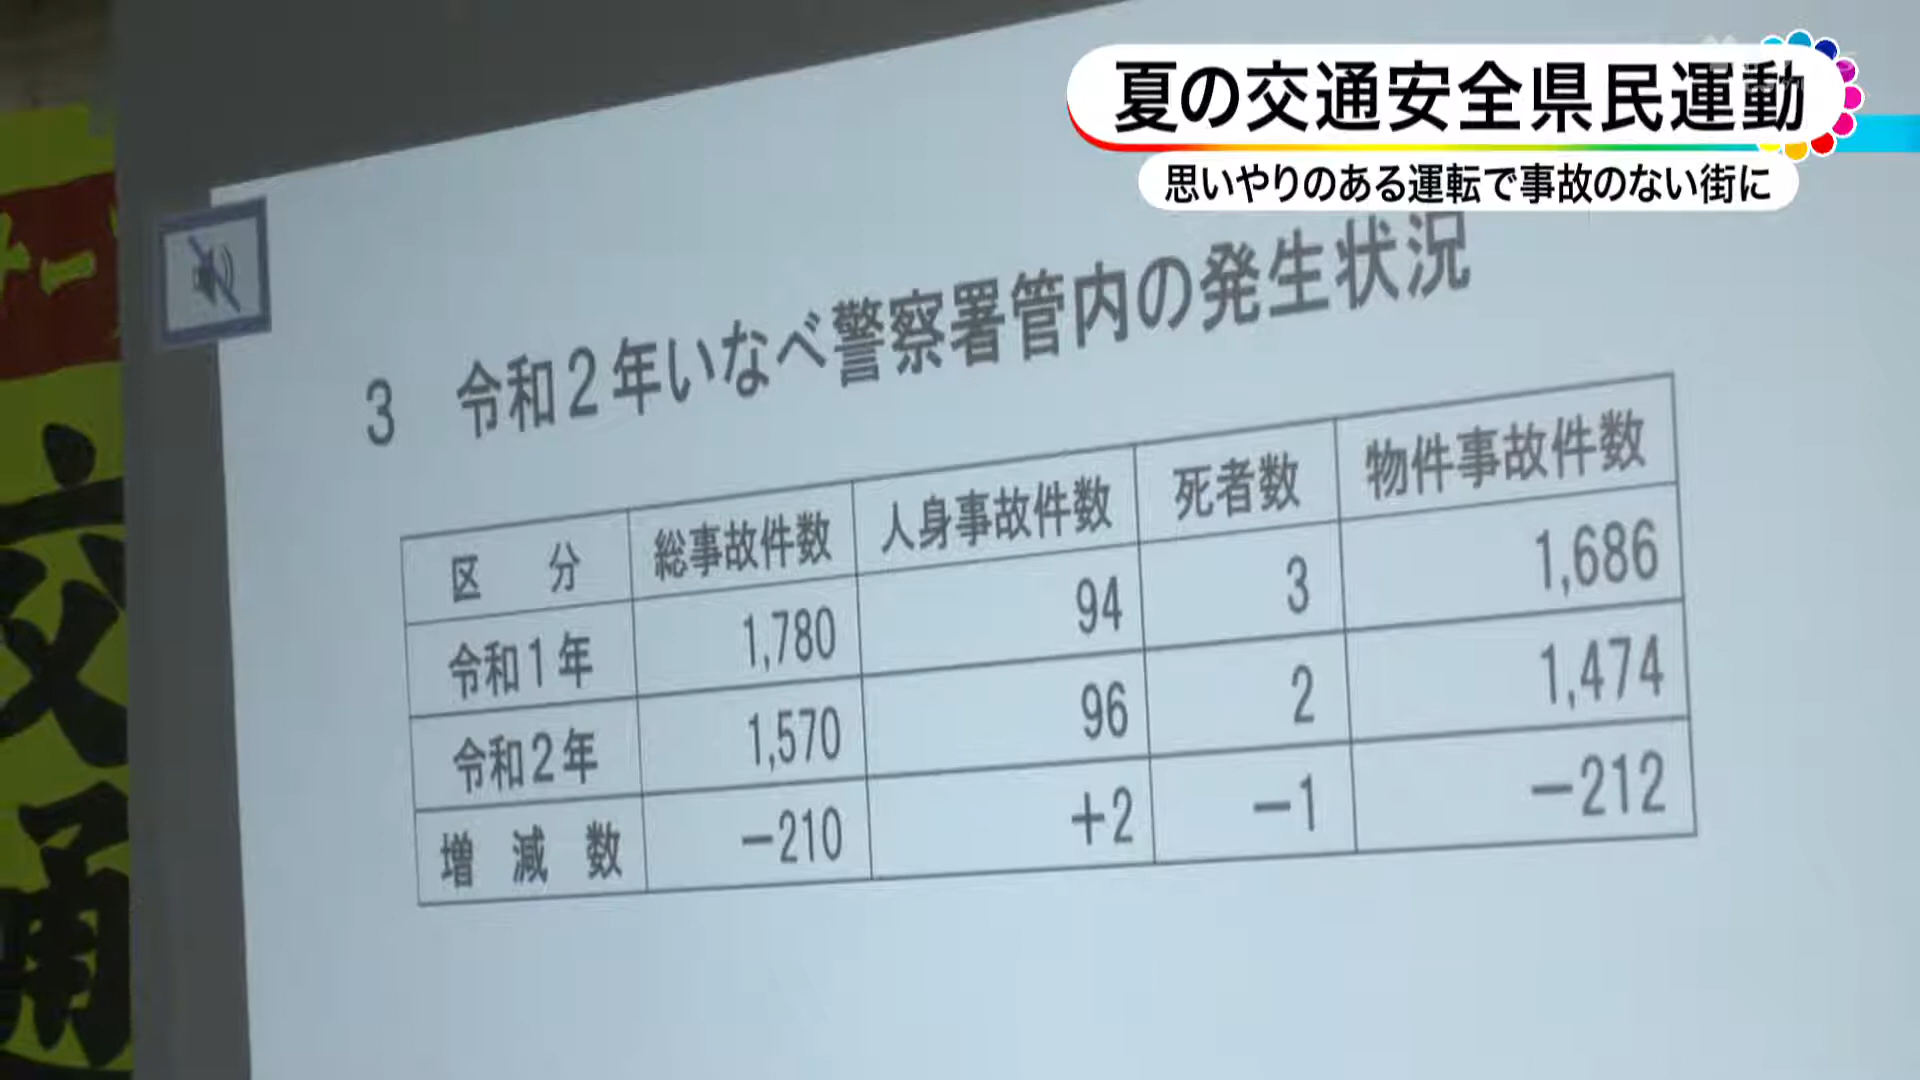 夏の交通安全県民運動
思いやりのある運転で事故のない街に
3 令和2年いなべ警察署管内の発生状況
区 分 総事故件数 人身事故件数 死者数 物件事故件数
令和1年 1,780 94 3 1,686
令和2年 1,570 96 2 1,474
増 減 数 −210 +2 −1 −212
交通